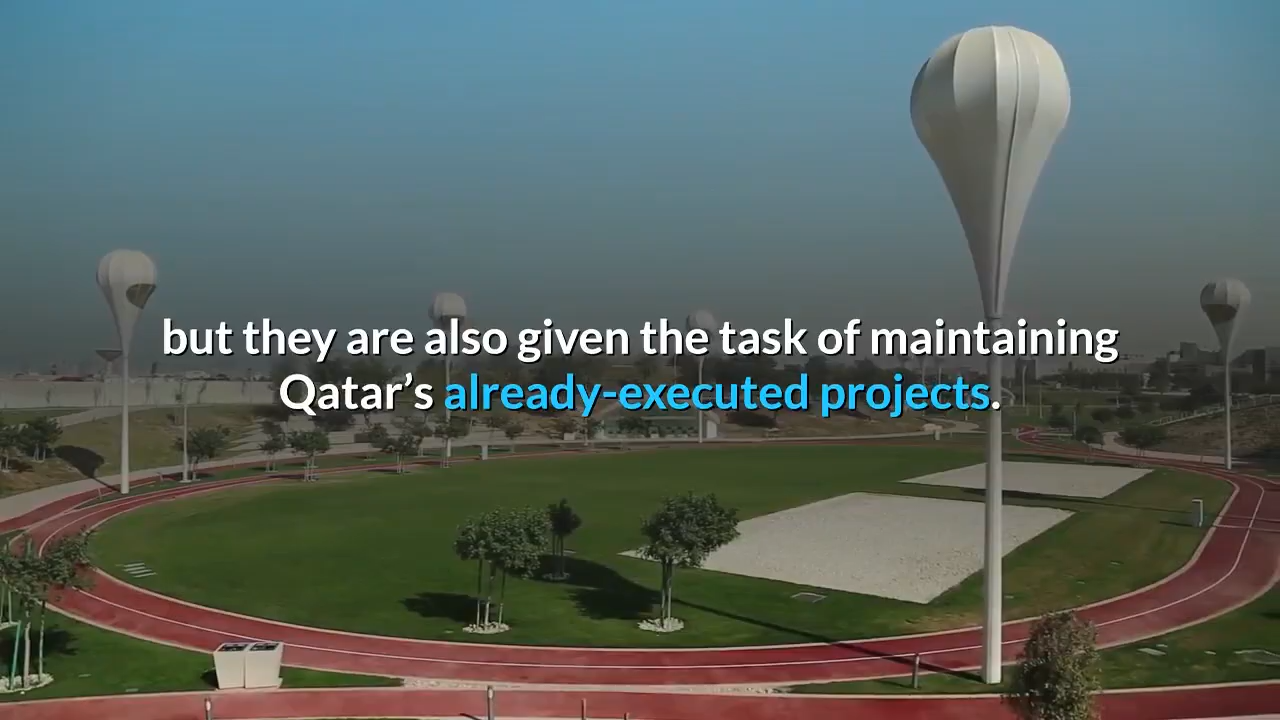 but they are also given the task of maintaining
Qatar’s already-executed projects.